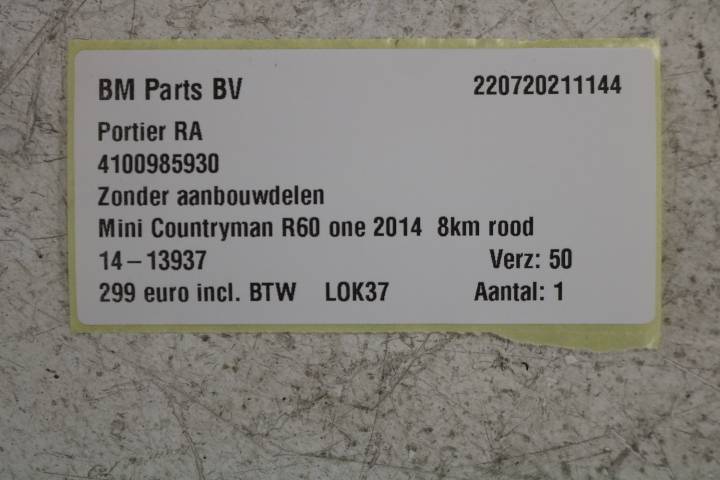 BM Parts BV 220720211144
Portier RA
4100985930
Zonder aanbouwdelen
Mini Countryman R60 one 2014 8km rood
14-13937 Verz: 50
299 euro incl. BTW LOK37 Aantal: 1